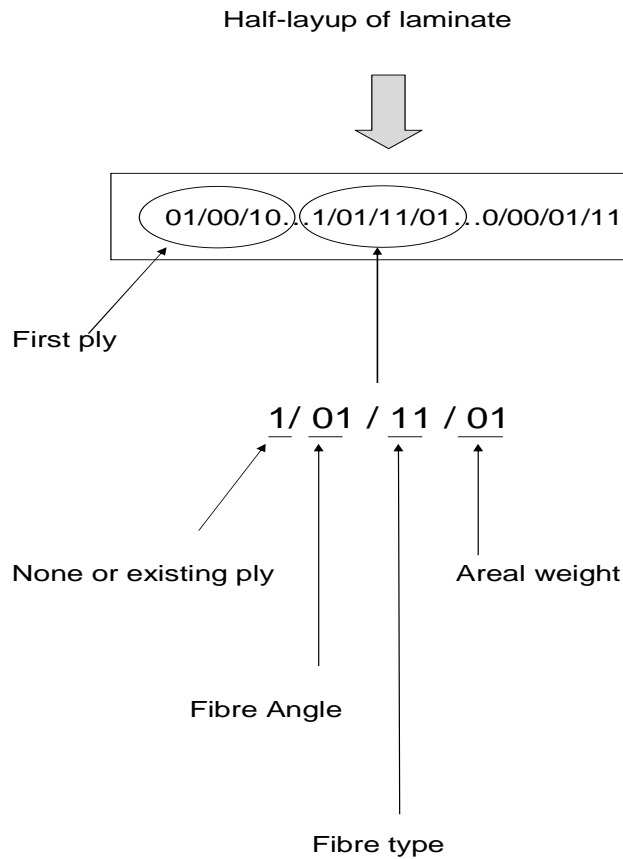 Half-layup of laminate
01/00/10...1/01/11/01...0/00/01/11
First ply
1/ 01 / 11 / 01
None or existing ply
Areal weight
Fibre Angle
Fibre type